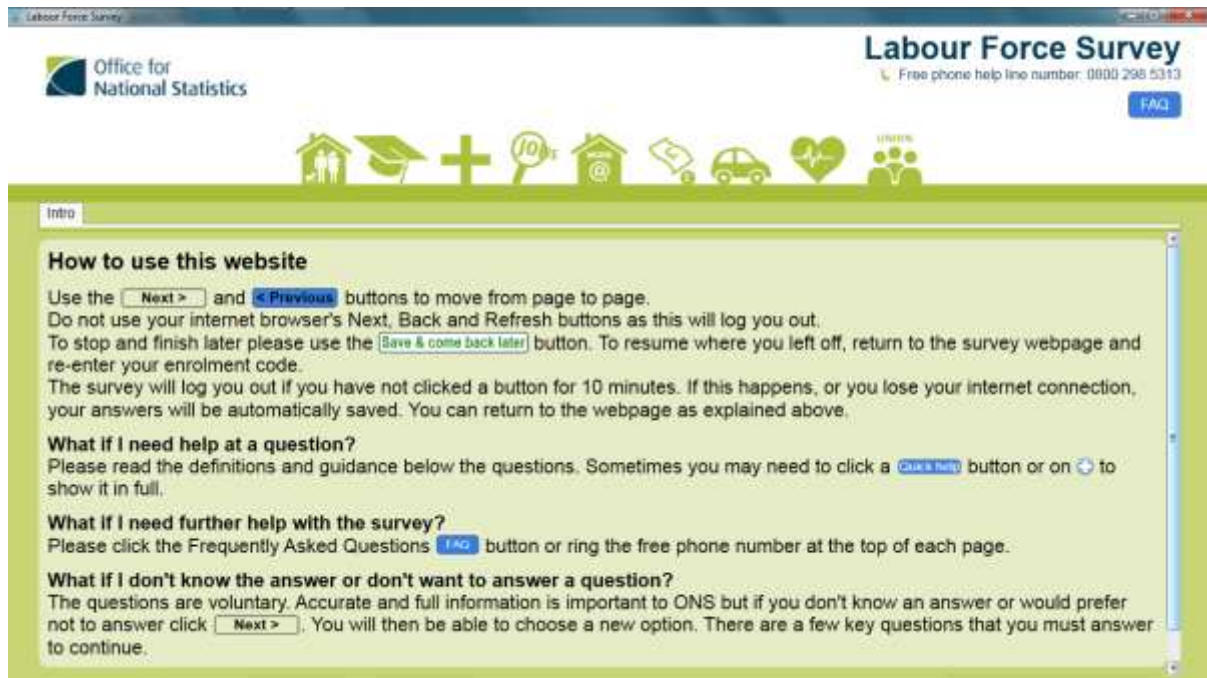 Labour Force Survey
Office for
National Statistics
Labour Force Survey
Free phone help line number: 0800 298 5313
FAQ
JOBS
WORK
@
UNION
Intro
How to use this website
Use the Next > and < Previous buttons to move from page to page.
Do not use your internet browser's Next, Back and Refresh buttons as this will log you out.
To stop and finish later please use the Save & come back later button. To resume where you left off, return to the survey webpage and
re-enter your enrolment code.
The survey will log you out if you have not clicked a button for 10 minutes. If this happens, or you lose your internet connection,
your answers will be automatically saved. You can return to the webpage as explained above.
What if I need help at a question?
Please read the definitions and guidance below the questions. Sometimes you may need to click a Quick help button or on + to
show it in full.
What if I need further help with the survey?
Please click the Frequently Asked Questions FAQ button or ring the free phone number at the top of each page.
What if I don't know the answer or don't want to answer a question?
The questions are voluntary. Accurate and full information is important to ONS but if you don't know an answer or would prefer
not to answer click Next > . You will then be able to choose a new option. There are a few key questions that you must answer
to continue.